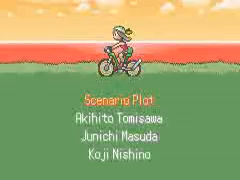 Scenario Plot
Akihito Tomisawa
Junichi Masuda
Koji Nishino